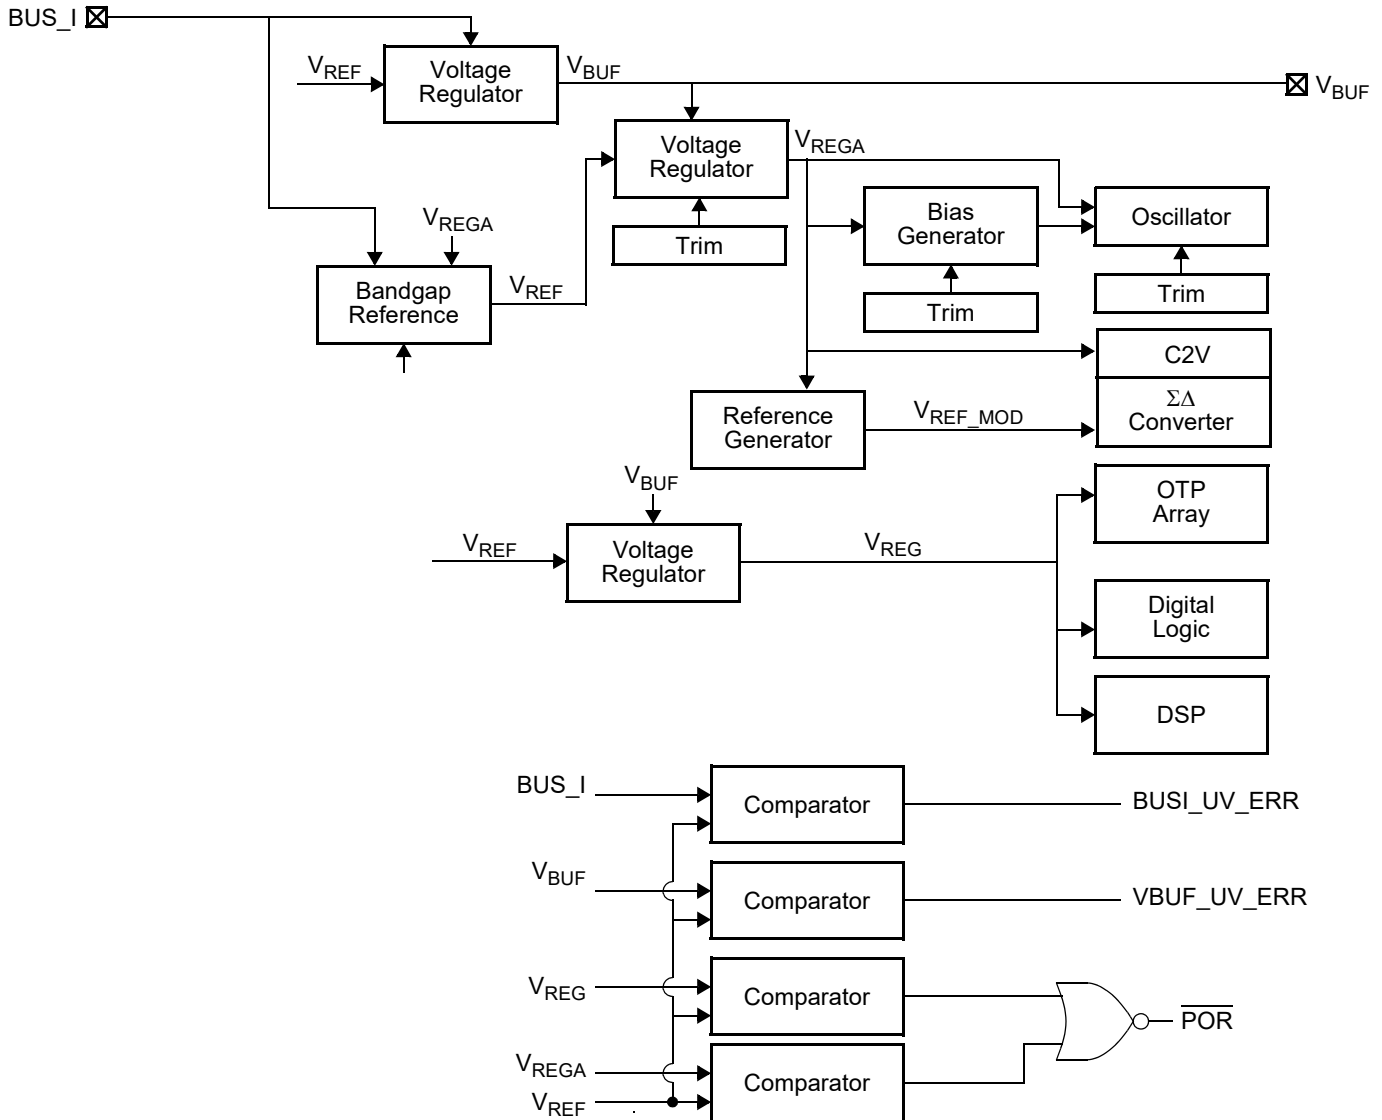 BUS_I
VREF
Voltage
Regulator
VBUF
VBUF
Voltage
Regulator
VREGA
Trim
Bias
Generator
Oscillator
Trim
Trim
VREGA
Bandgap
Reference
VREF
C2V
ΣΔ
Converter
Reference
Generator
VREF_MOD
VBUF
VREF
Voltage
Regulator
VREG
OTP
Array
Digital
Logic
DSP
BUS_I
Comparator
BUSI_UV_ERR
VBUF
Comparator
VBUF_UV_ERR
VREG
Comparator
POR
VREGA
VREF
Comparator